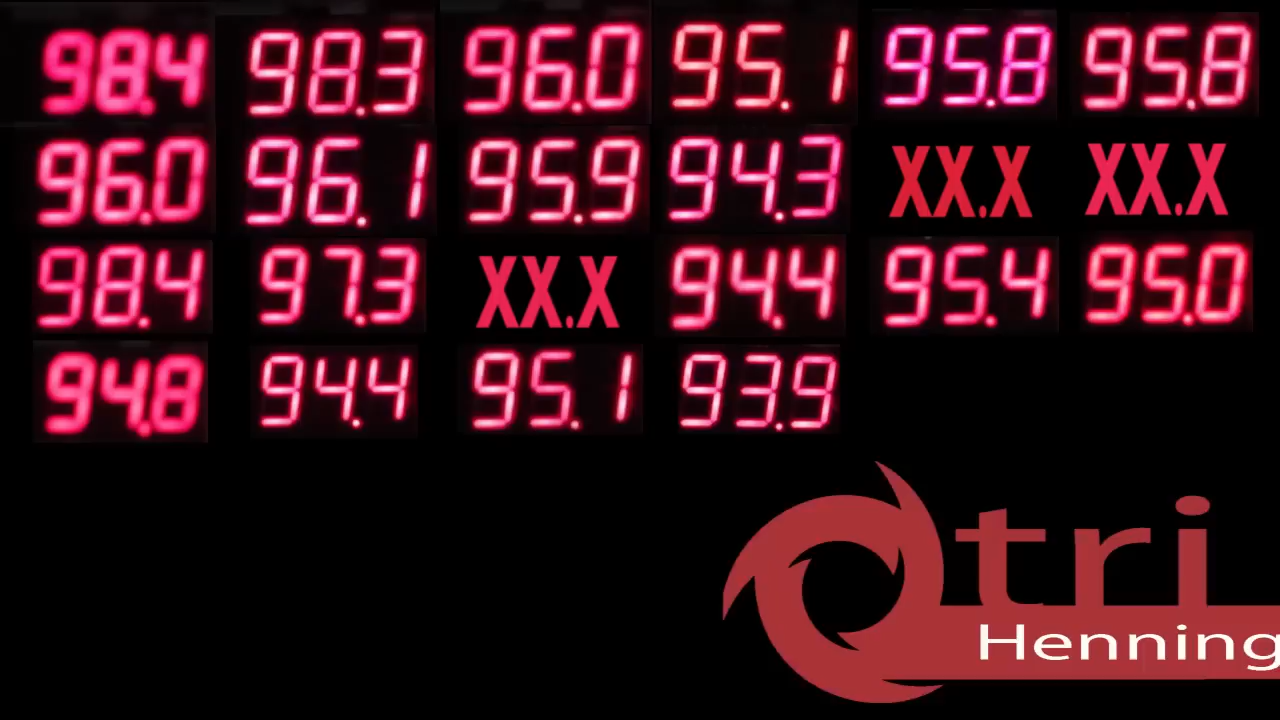 98.4 98.3 96.0 95.1 95.8 95.8
96.0 96.1 95.9 94.3 XX.X XX.X
98.4 97.3 XX.X 94.4 95.4 95.0
94.8 94.4 95.1 93.9
tri
Henning